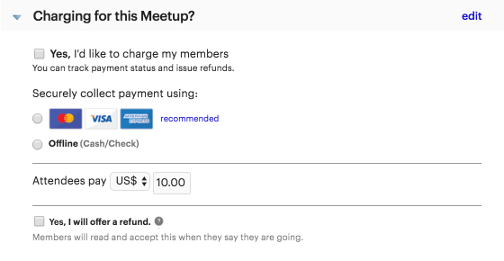 Charging for this Meetup?
edit
Yes, I'd like to charge my members
You can track payment status and issue refunds.
Securely collect payment using:
VISA AMERICAN EXPRESS recommended
Offline (Cash/Check)
Attendees pay US$ 10.00
Yes, I will offer a refund. ?
Members will read and accept this when they say they are going.